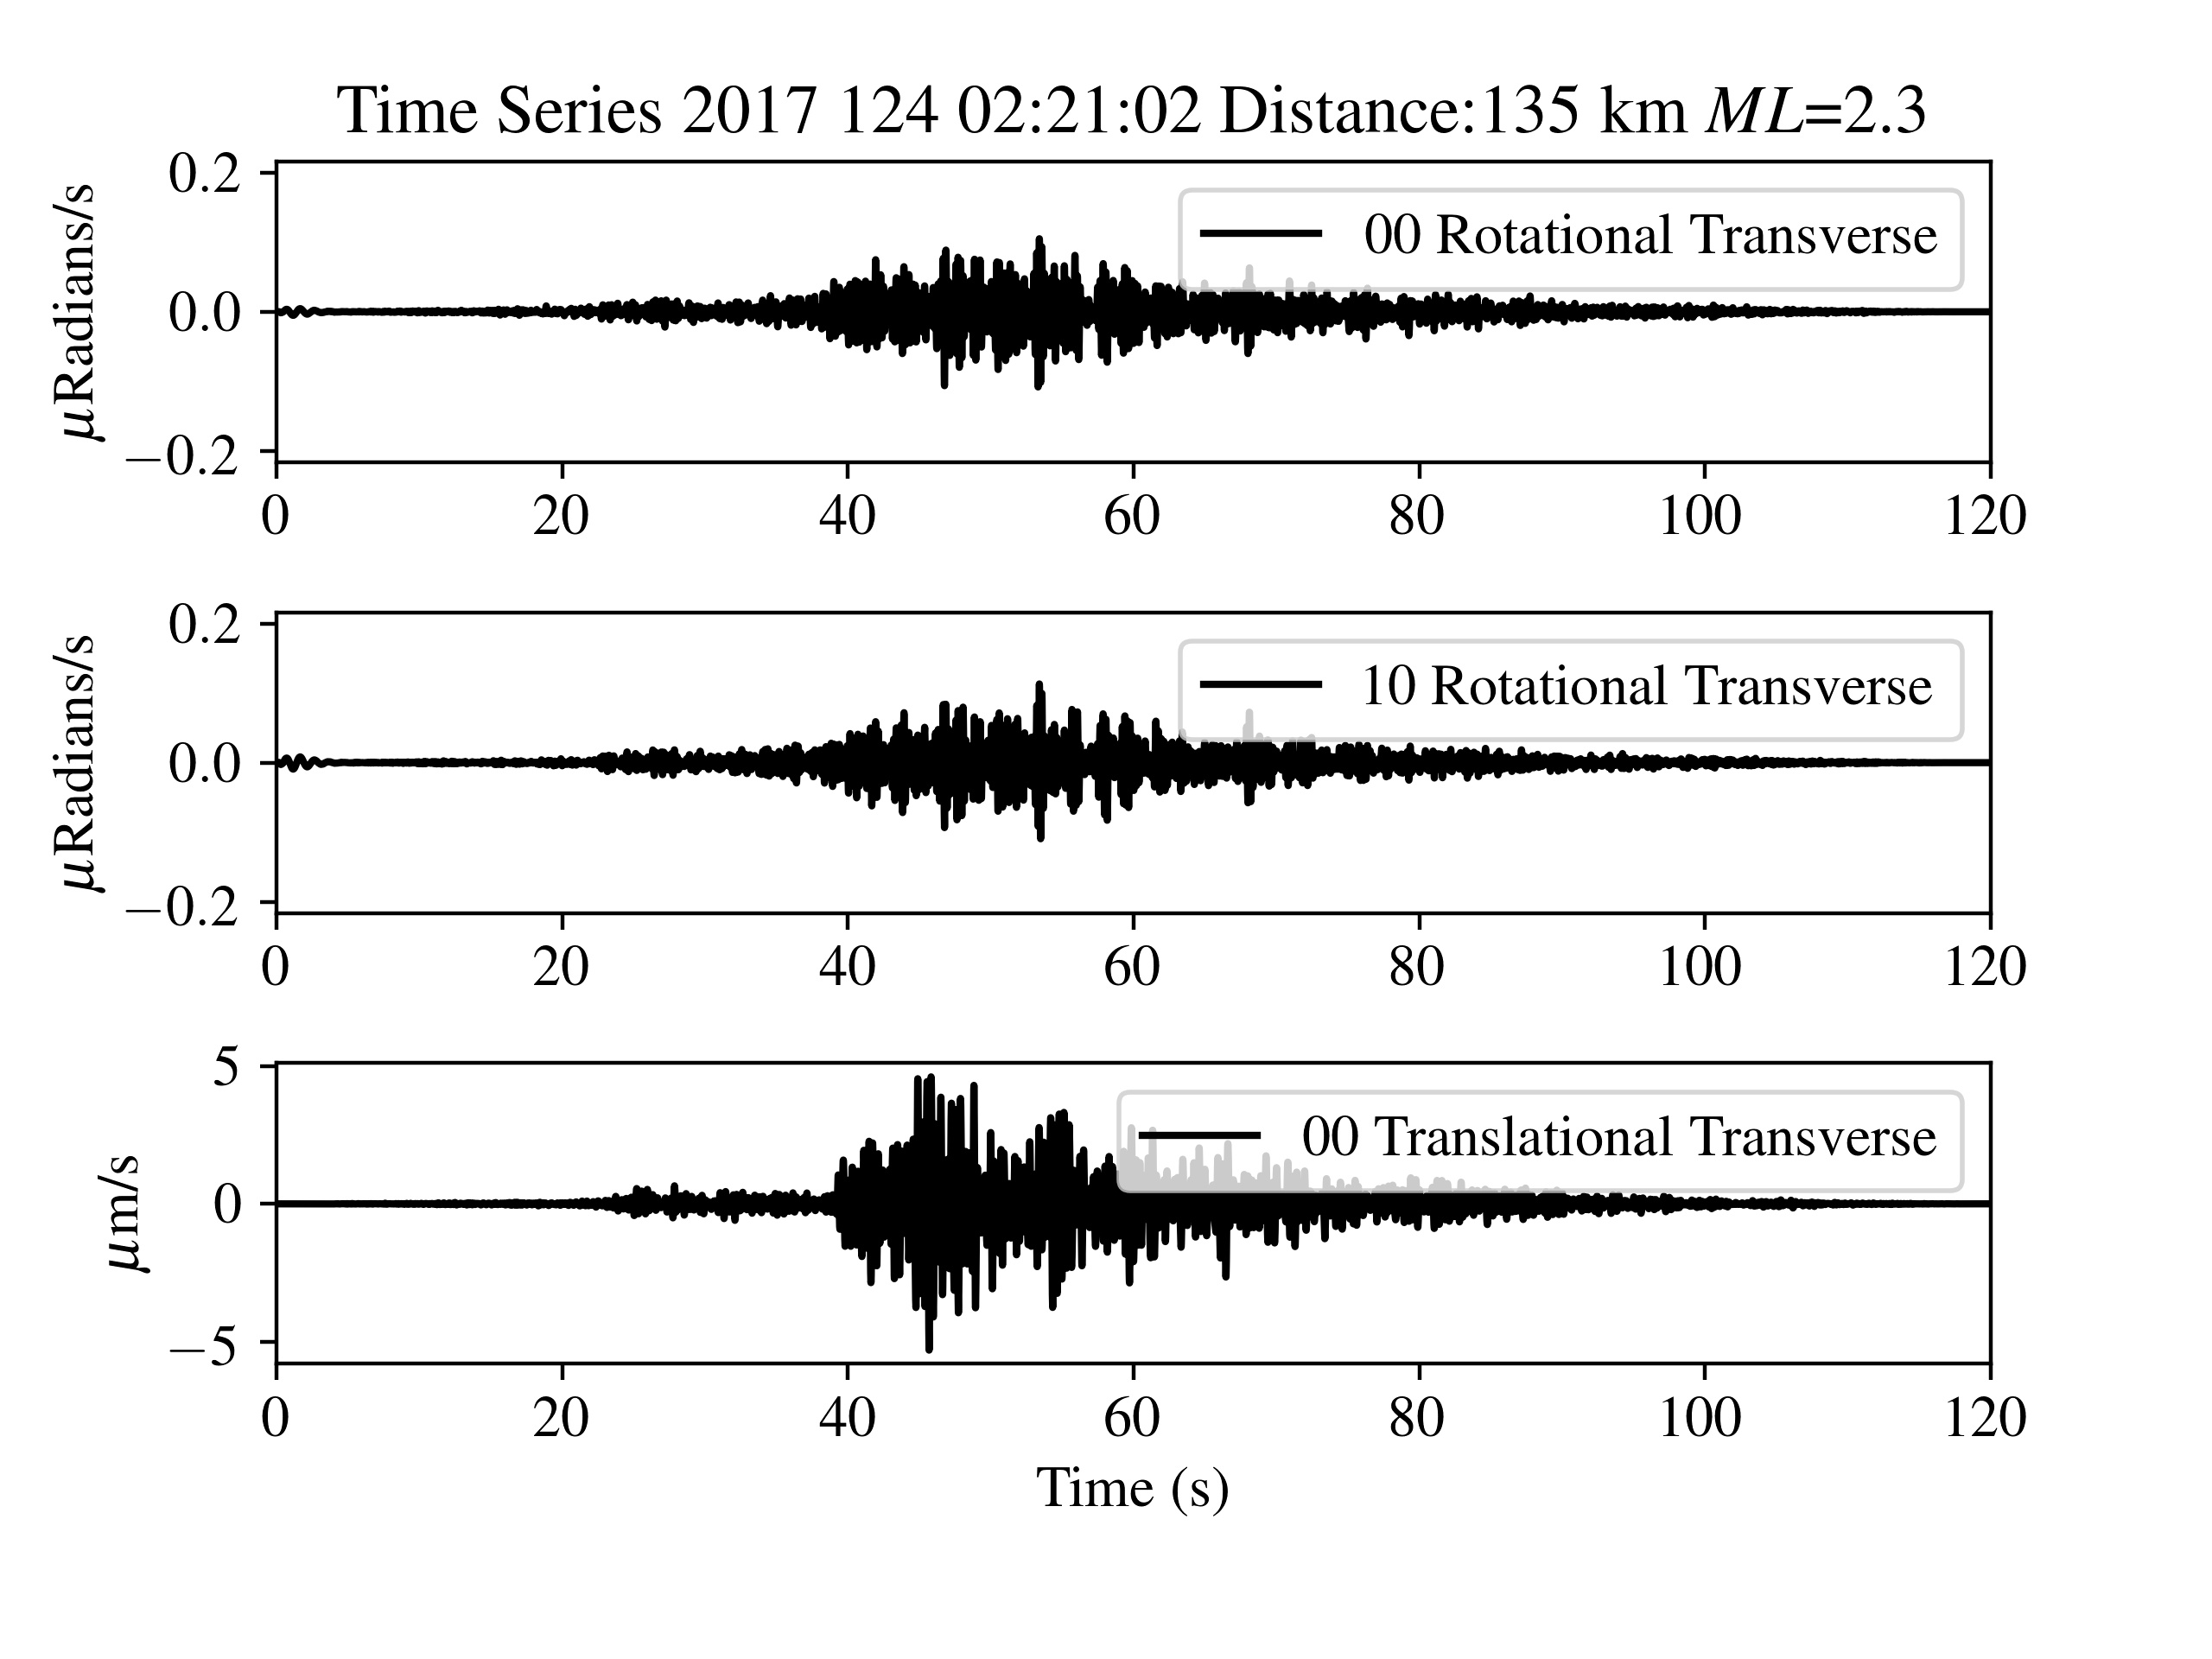 Time Series 2017 124 02:21:02 Distance:135 km ML=2.3
0.2
0.0
−0.2
μRadians/s
00 Rotational Transverse
0 20 40 60 80 100 120
0.2
0.0
−0.2
μRadians/s
10 Rotational Transverse
0 20 40 60 80 100 120
5
0
−5
μm/s
00 Translational Transverse
0 20 40 60 80 100 120
Time (s)